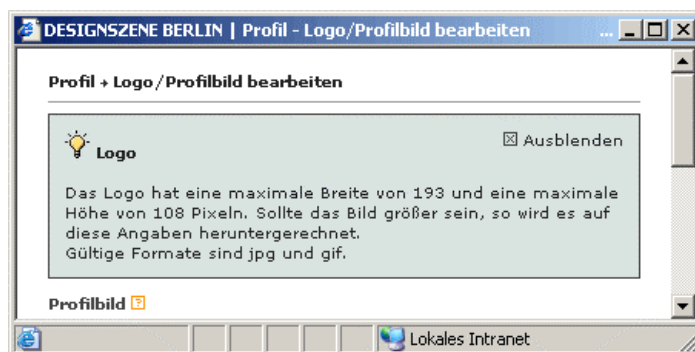 DESIGNSZENE BERLIN | Profil - Logo/Profilbild bearbeiten ...
Profil + Logo/Profilbild bearbeiten
Logo
Ausblenden
Das Logo hat eine maximale Breite von 193 und eine maximale
Höhe von 108 Pixeln. Sollte das Bild größer sein, so wird es auf
diese Angaben heruntergerechnet.
Gültige Formate sind jpg und gif.
Profilbild ?
Lokales Intranet